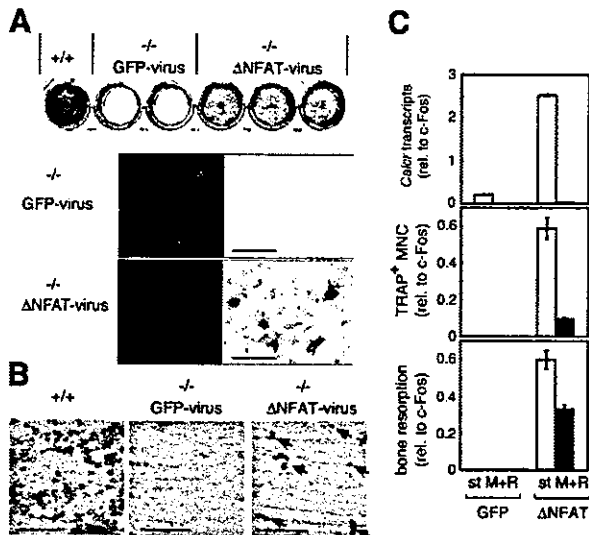 A
+/+
-/-
GFP-virus
-/-
ΔNFAT-virus
-/-
GFP-virus
-/-
ΔNFAT-virus
B
+/+
-/-
GFP-virus
-/-
ΔNFAT-virus
C
Calcr transcripts
(rel. to c-Fos)
3
2
1
0
TRAP+ MNC
(rel. to c-Fos)
0.6
0.2
0
bone resorption
(rel. to c-Fos)
0.6
0.4
0.2
0
st M+R st M+R
GFP ΔNFAT